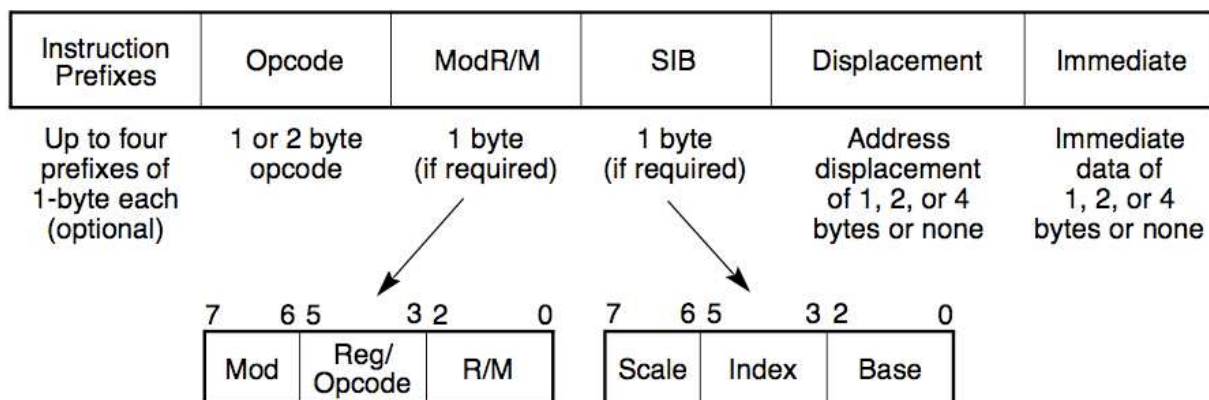 Instruction Prefixes
Opcode
ModR/M
SIB
Displacement
Immediate
Up to four prefixes of 1-byte each (optional)
1 or 2 byte opcode
1 byte (if required)
1 byte (if required)
Address displacement of 1, 2, or 4 bytes or none
Immediate data of 1, 2, or 4 bytes or none
7 6 5 3 2 0
Mod
Reg/ Opcode
R/M
7 6 5 3 2 0
Scale
Index
Base